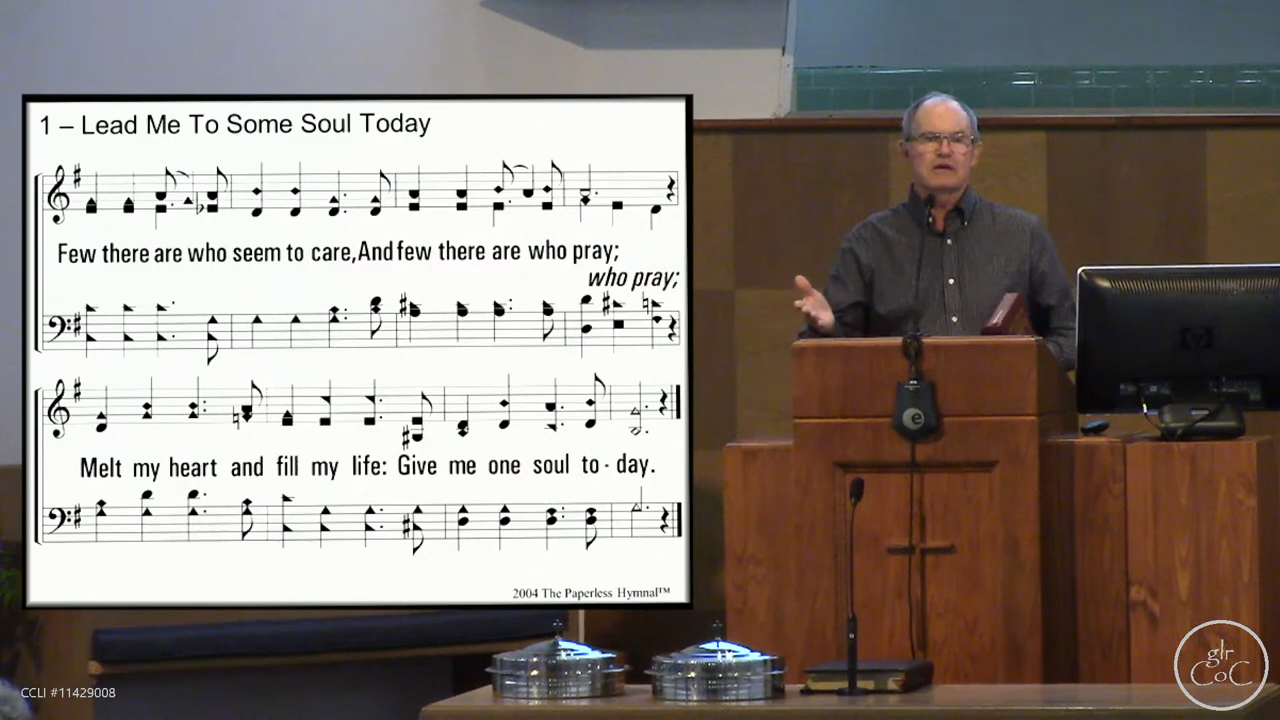 1 – Lead Me To Some Soul Today
Few there are who seem to care, And few there are who pray;
who pray;
Melt my heart and fill my life: Give me one soul to - day.
2004 The Paperless Hymnal™
e
CCLI #11429008
glr
CoC